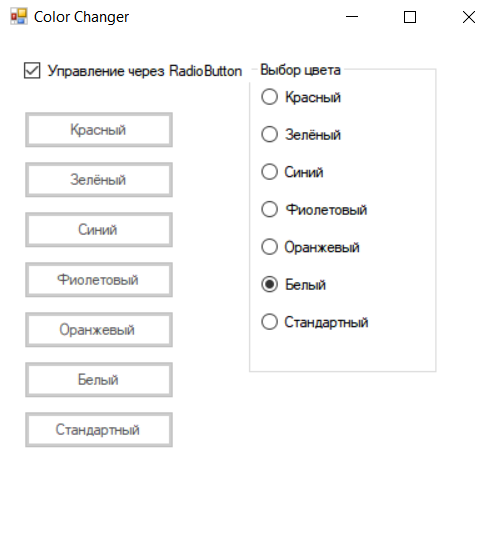 Color Changer
Управление через RadioButton
Красный
Зелёный
Синий
Фиолетовый
Оранжевый
Белый
Стандартный
Выбор цвета
Красный
Зелёный
Синий
Фиолетовый
Оранжевый
Белый
Стандартный